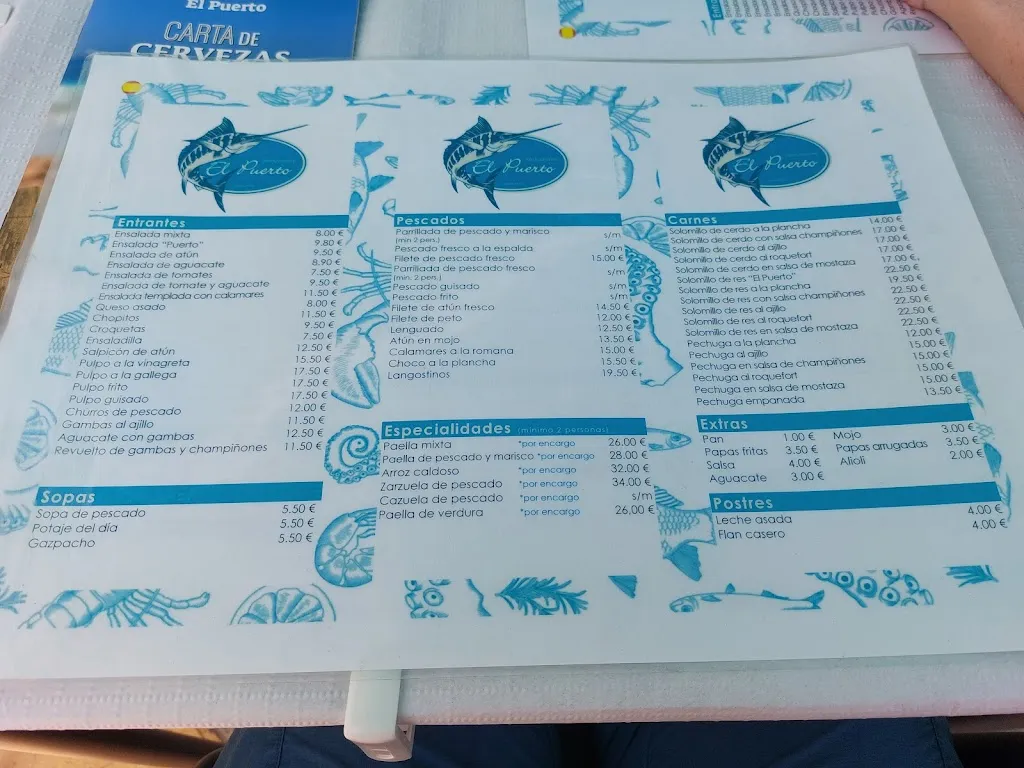 El Puerto
CARTA DE
CERVEZAS
El Puerto
El Puerto
El Puerto
Entrantes
Ensalada mixta 8.00 €
Ensalada "Puerto" 9.80 €
Ensalada de atún 9.50 €
Ensalada de aguacate 8.90 €
Ensalada de tomates 7.50 €
Ensalada de tomate y aguacate 9.50 €
Ensalada templada con calamares 11.50 €
Queso asado 8.00 €
Chopitos 11.50 €
Croquetas 9.50 €
Ensaladilla 7.50 €
Salpicón de atún 12.50 €
Pulpo a la vinagreta 15.50 €
Pulpo a la gallega 17.50 €
Pulpo frito 17.50 €
Pulpo guisado 17.50 €
Churros de pescado 12.00 €
Gambas al ajillo 11.50 €
Aguacate con gambas 12.50 €
Revuelto de gambas y champiñones 11.50 €
Sopas
Sopa de pescado 5.50 €
Potaje del día 5.50 €
Gazpacho 5.50 €
Pescados
Parrillada de pescado y marisco s/m
(min 2 pers.)
Pescado fresco a la espalda s/m
Filete de pescado fresco 15.00 €
Parrillada de pescado fresco s/m
(min. 2 pers.)
Pescado guisado s/m
Pescado frito s/m
Filete de atún fresco 14.50 €
Filete de peto 12.00 €
Lenguado 12.50 €
Atún en mojo 13.50 €
Calamares a la romana 15.00 €
Choco a la plancha 15.50 €
Langostinos 19.50 €
Especialidades (mínimo 2 personas)
Paella mixta *por encargo 26.00 €
Paella de pescado y marisco *por encargo 28.00 €
Arroz caldoso *por encargo 32.00 €
Zarzuela de pescado *por encargo 34.00 €
Cazuela de pescado *por encargo s/m
Paella de verdura *por encargo 26,00 €
Carnes
Solomillo de cerdo a la plancha 14.00 €
Solomillo de cerdo con salsa champiñones 17.00 €
Solomillo de cerdo al ajillo 17.00 €
Solomillo de cerdo al roquefort 17.00 €
Solomillo de cerdo en salsa de mostaza 17.00 €
Solomillo de res "El Puerto" 22.50 €
Solomillo de res a la plancha 19.50 €
Solomillo de res con salsa champiñones 22.50 €
Solomillo de res al ajillo 22.50 €
Solomillo de res al roquefort 22.50 €
Solomillo de res en salsa de mostaza 22.50 €
Pechuga a la plancha 12.00 €
Pechuga al ajillo 15.00 €
Pechuga en salsa de champiñones 15.00 €
Pechuga al roquefort 15.00 €
Pechuga en salsa de mostaza 15.00 €
Pechuga empanada 13.50 €
Extras
Pan 1.00 € Mojo 3.00 €
Papas fritas 3.50 € Papas arrugadas 3.50 €
Salsa 4.00 € Alioli 2.00 €
Aguacate 3.00 €
Postres
Leche asada 4.00 €
Flan casero 4.00 €